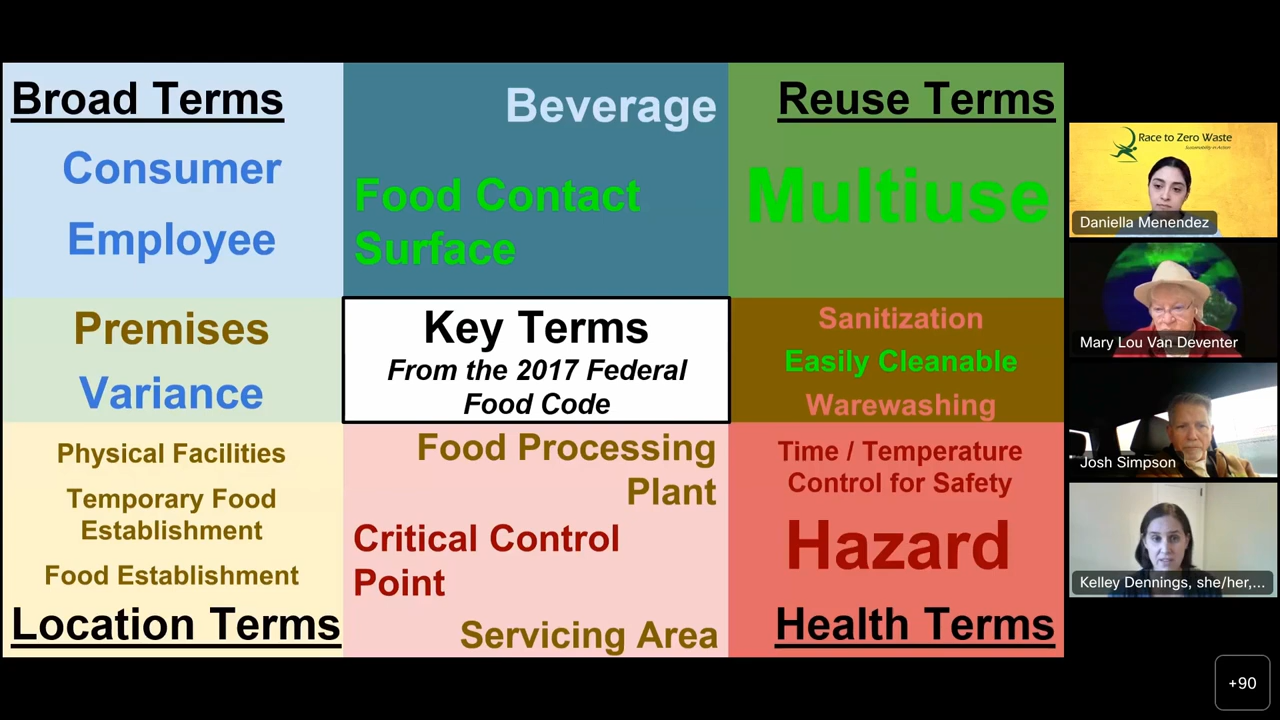 Broad Terms
Consumer
Employee
Beverage
Food Contact
Surface
Reuse Terms
Multiuse
Premises
Variance
Key Terms
From the 2017 Federal
Food Code
Sanitization
Easily Cleanable
Warewashing
Physical Facilities
Temporary Food
Establishment
Food Establishment
Location Terms
Food Processing
Plant
Critical Control
Point
Servicing Area
Time / Temperature
Control for Safety
Hazard
Health Terms
Race to Zero Waste
Sustainability in Action
Daniella Menendez
Mary Lou Van Deventer
Josh Simpson
Kelley Dennings, she/her,...
+90